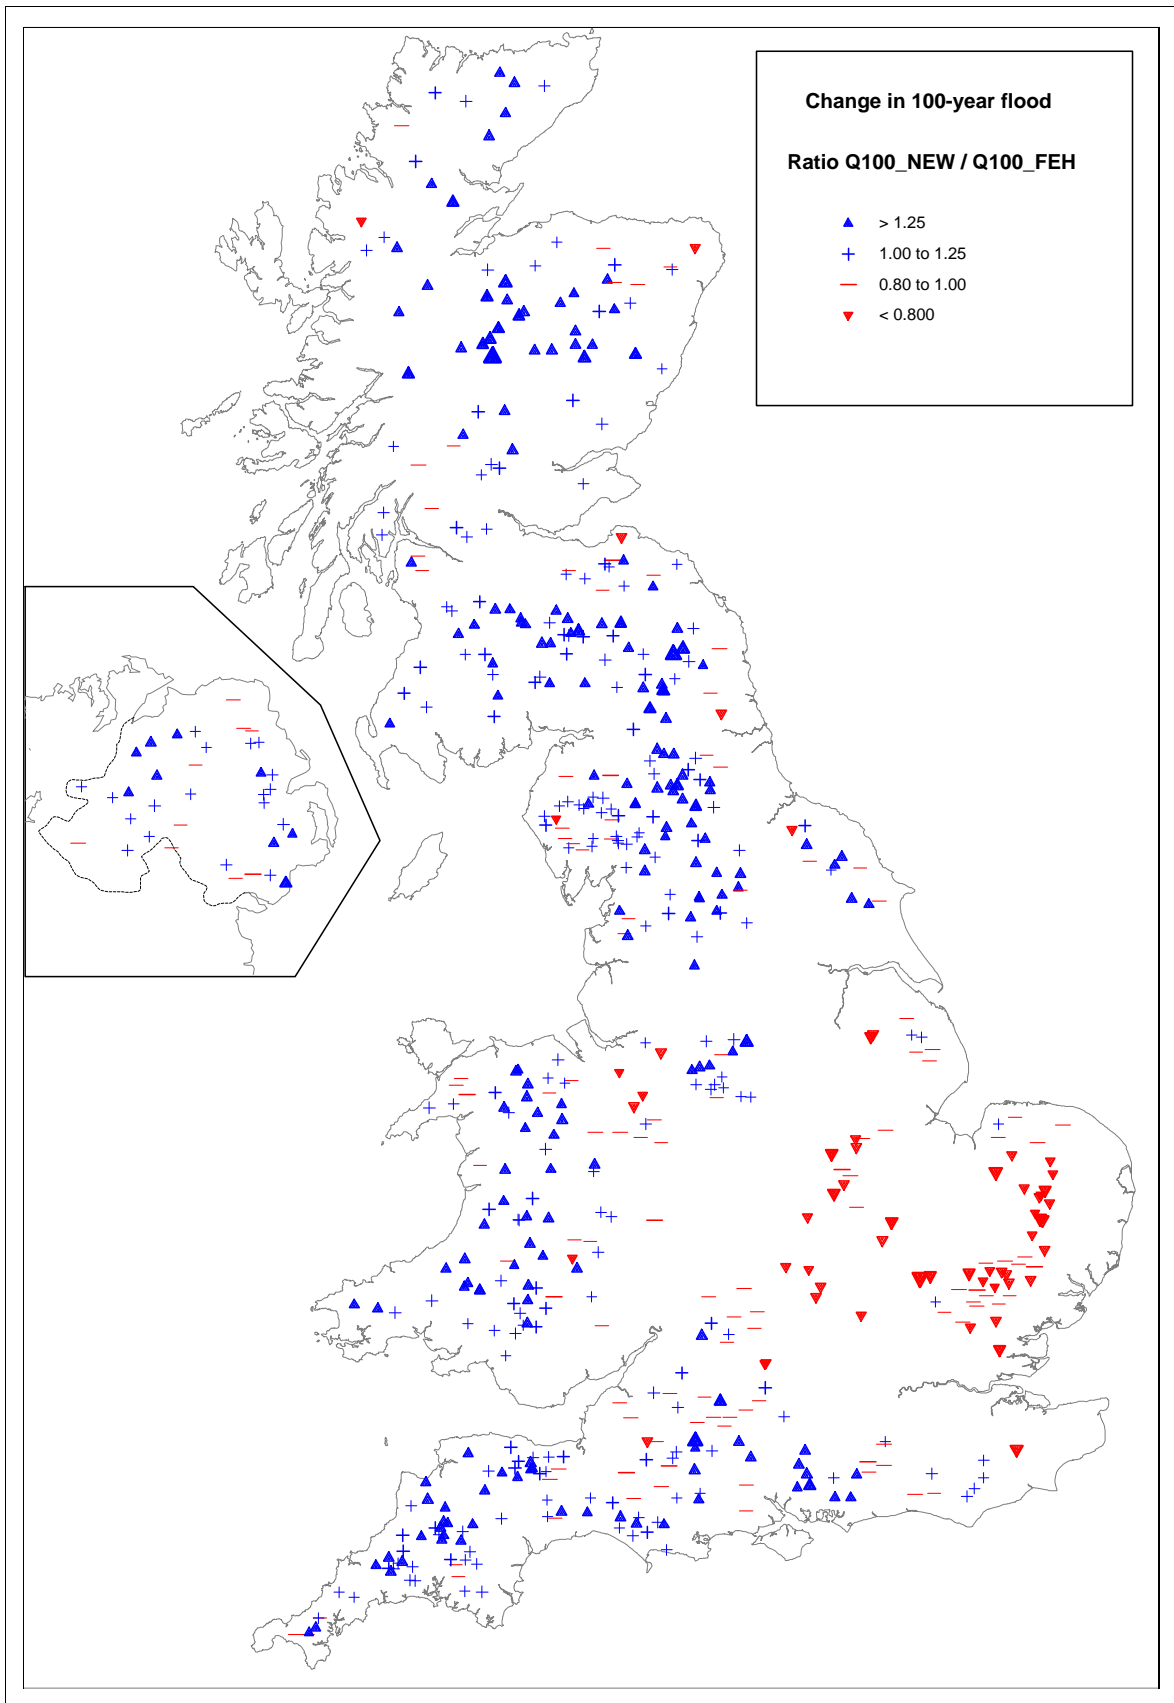 Change in 100-year flood
Ratio Q100_NEW / Q100_FEH
> 1.25
1.00 to 1.25
0.80 to 1.00
< 0.800